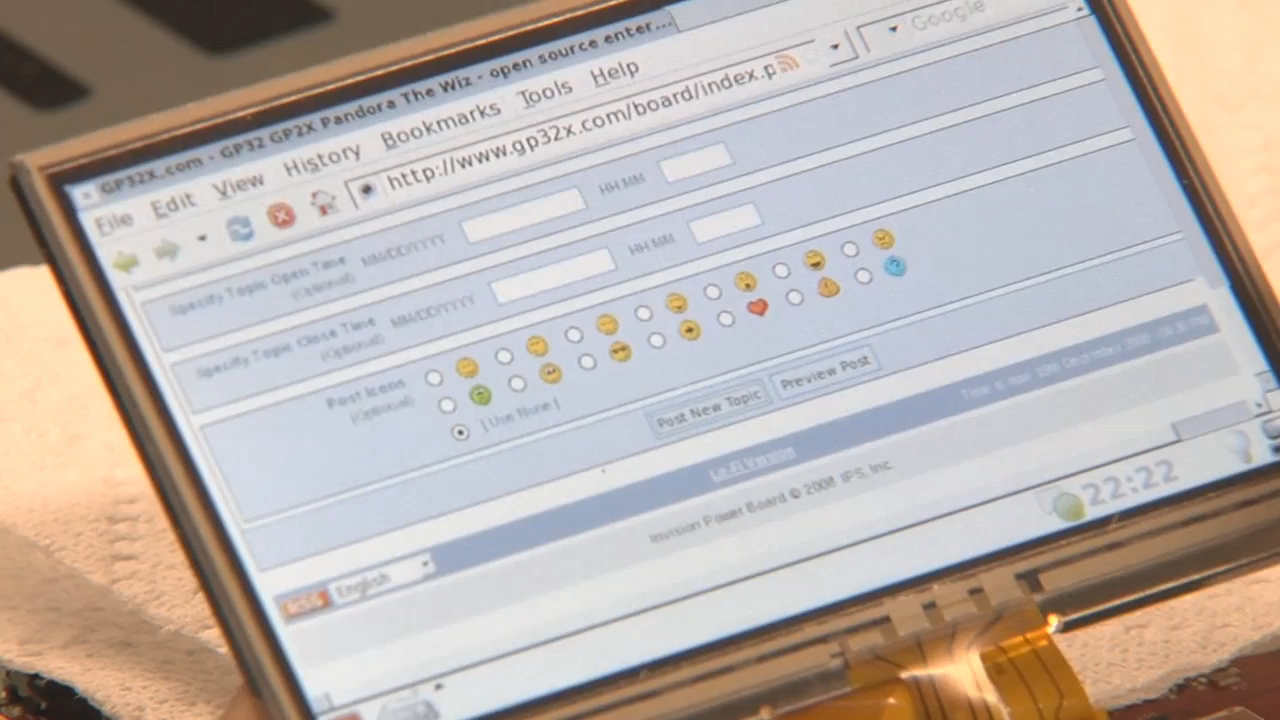 GP32X.com - GP32 GP2X Pandora The Wiz - open source enter...
File Edit View History Bookmarks Tools Help
http://www.gp32x.com/board/index.p
Google
Specify Topic Open Time
(Optional)
MM/DD/YYYY
HH:MM
Specify Topic Close Time
(Optional)
MM/DD/YYYY
HH:MM
Post Icons
(Optional)
[ Use None ]
Post New Topic Preview Post
Lo-Fi Version
Invision Power Board © 2008 IPS, Inc.
RSS English
22:22